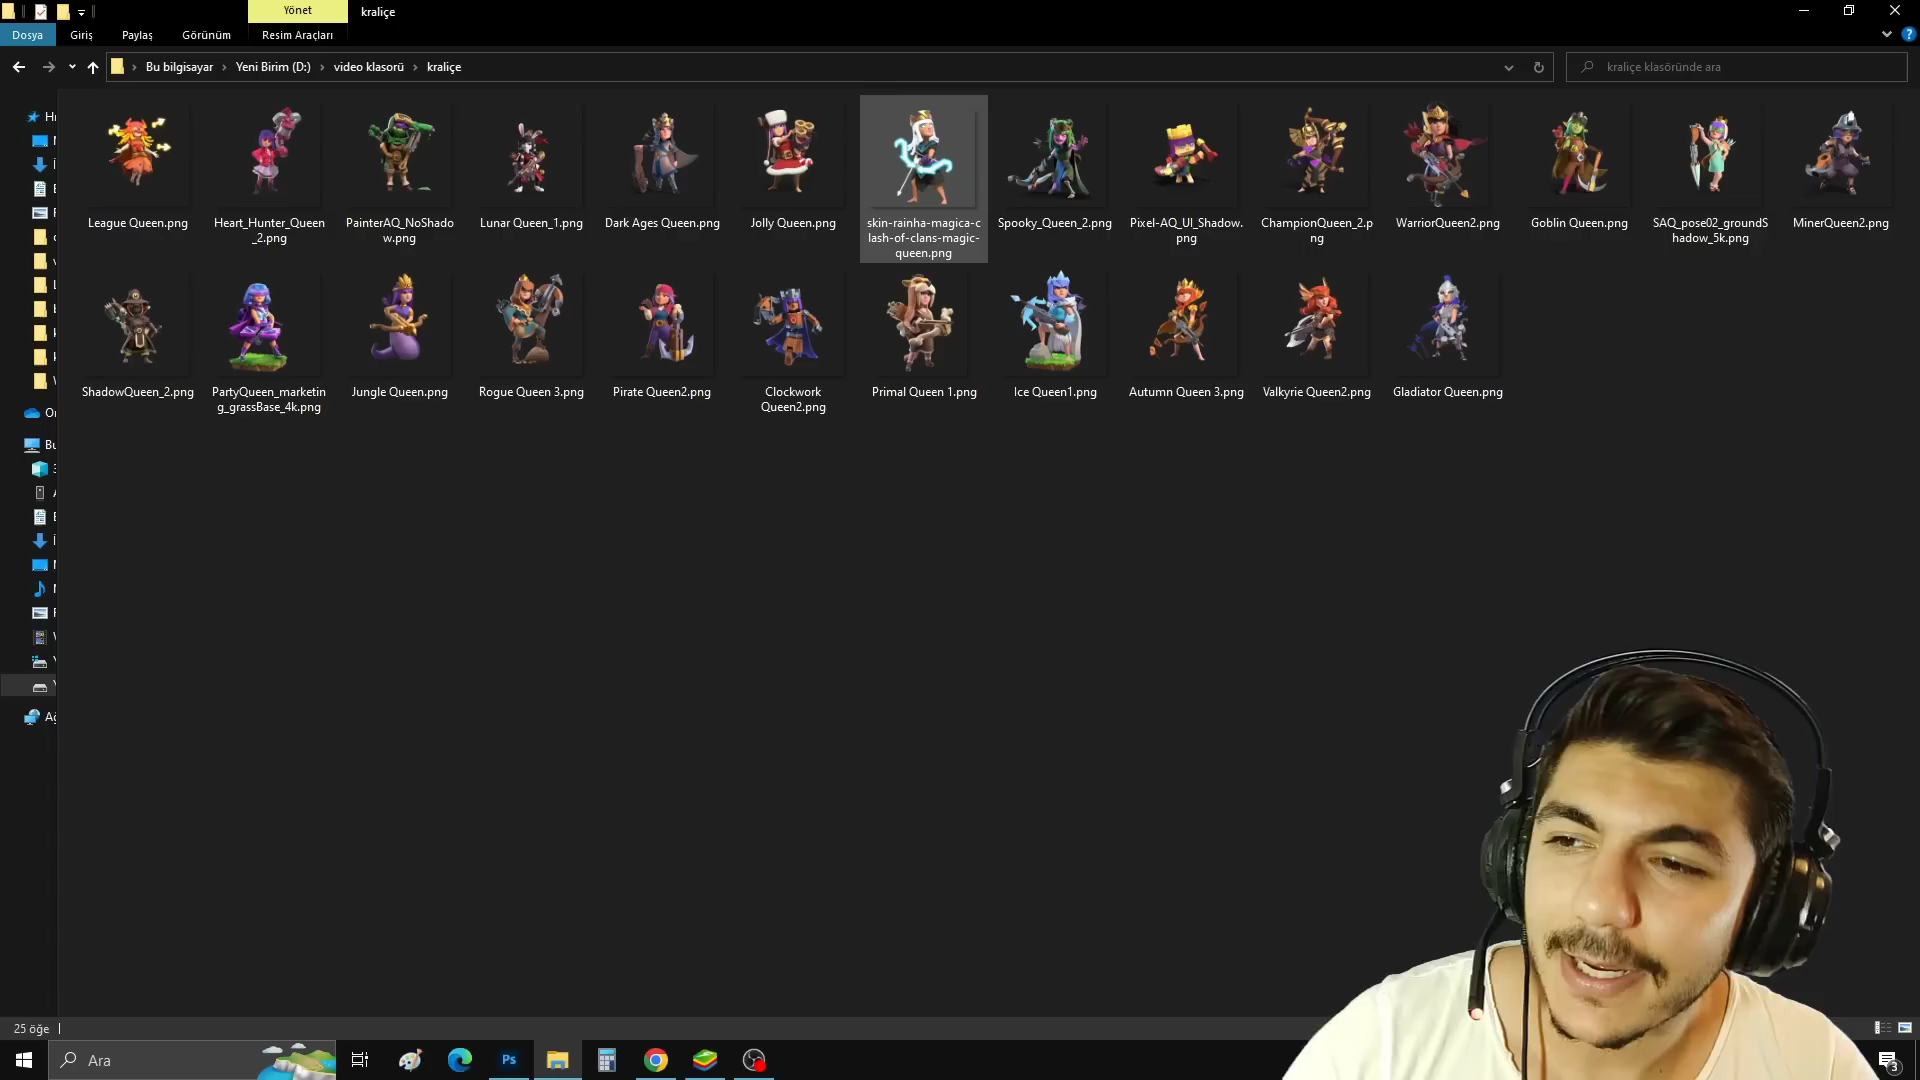 Yönet
kraliçe
Dosya
Giriş
Paylaş
Görünüm
Resim Araçları
Bu bilgisayar
Yeni Birim (D:)
video klasorü
kraliçe
kraliçe klasöründe ara
League Queen.png
Heart_Hunter_Queen
_2.png
PainterAQ_NoShado
w.png
Lunar Queen_1.png
Dark Ages Queen.png
Jolly Queen.png
skin-rainha-magica-c
lash-of-clans-magic-
queen.png
Spooky_Queen_2.png
Pixel-AQ_UI_Shadow.
png
ChampionQueen_2.p
ng
WarriorQueen2.png
Goblin Queen.png
SAQ_pose02_groundS
hadow_5k.png
MinerQueen2.png
ShadowQueen_2.png
PartyQueen_marketin
g_grassBase_4k.png
Jungle Queen.png
Rogue Queen 3.png
Pirate Queen2.png
Clockwork
Queen2.png
Primal Queen 1.png
Ice Queen1.png
Autumn Queen 3.png
Valkyrie Queen2.png
Gladiator Queen.png
25 öğe
Ara
Ps
3